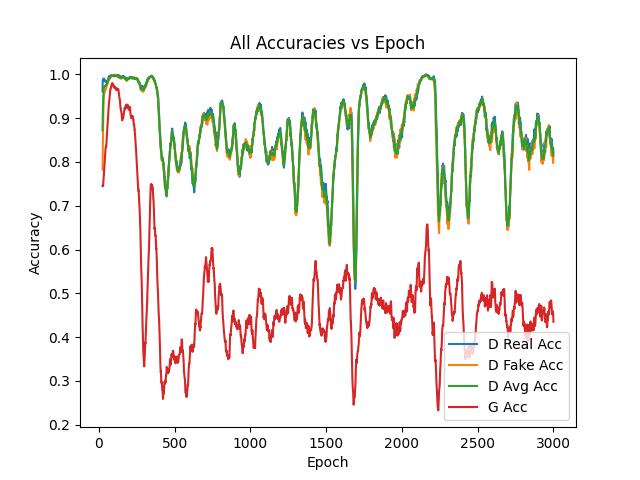 All Accuracies vs Epoch
Accuracy
1.0
0.9
0.8
0.7
0.6
0.5
0.4
0.3
0.2
0
500
1000
1500
2000
2500
3000
Epoch
D Real Acc
D Fake Acc
D Avg Acc
G Acc